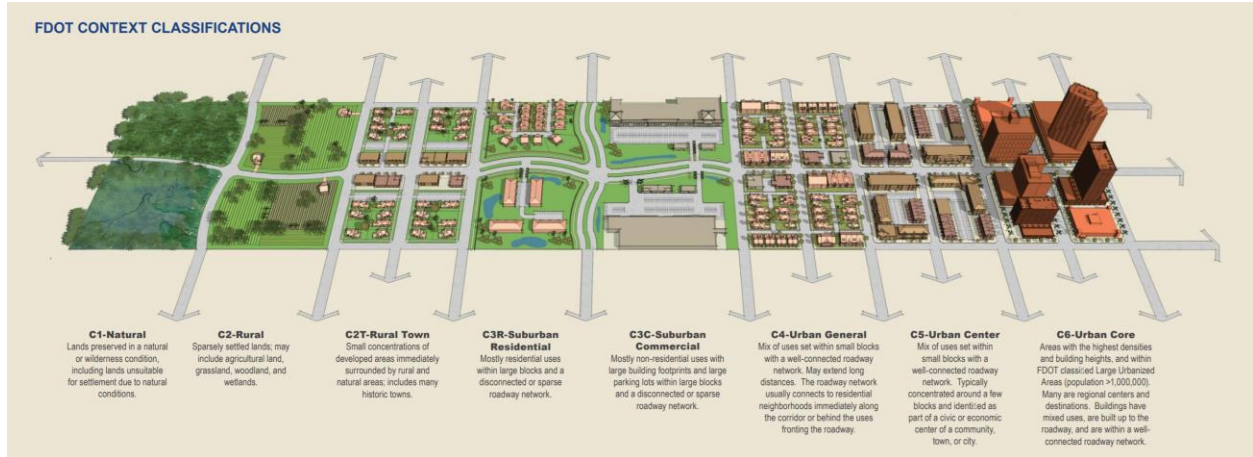 FDOT CONTEXT CLASSIFICATIONS
C1-Natural
Lands preserved in a natural
or wilderness condition,
including lands unsuitable
for settlement due to natural
conditions.
C2-Rural
Sparsely settled lands; may
include agricultural land,
grassland, woodland, and
wetlands.
C2T-Rural Town
Small concentrations of
developed areas immediately
surrounded by rural and
natural areas; includes many
historic towns.
C3R-Suburban
Residential
Mostly residential uses
within large blocks and a
disconnected or sparse
roadway network.
C3C-Suburban
Commercial
Mostly non-residential uses with
large building footprints and large
parking lots within large blocks
and a disconnected or sparse
roadway network.
C4-Urban General
Mix of uses set within small blocks
with a well-connected roadway
network. May extend long
distances. The roadway network
usually connects to residential
neighborhoods immediately along
the corridor or behind the uses
fronting the roadway.
C5-Urban Center
Mix of uses set within
small blocks with a
well-connected roadway
network. Typically
concentrated around a few
blocks and identified as
part of a civic or economic
center of a community,
town, or city.
C6-Urban Core
Areas with the highest densities
and building heights, and within
FDOT classified Large Urbanized
Areas (population >1,000,000).
Many are regional centers and
destinations. Buildings have
mixed uses, are built up to the
roadway, and are within a well-
connected roadway network.